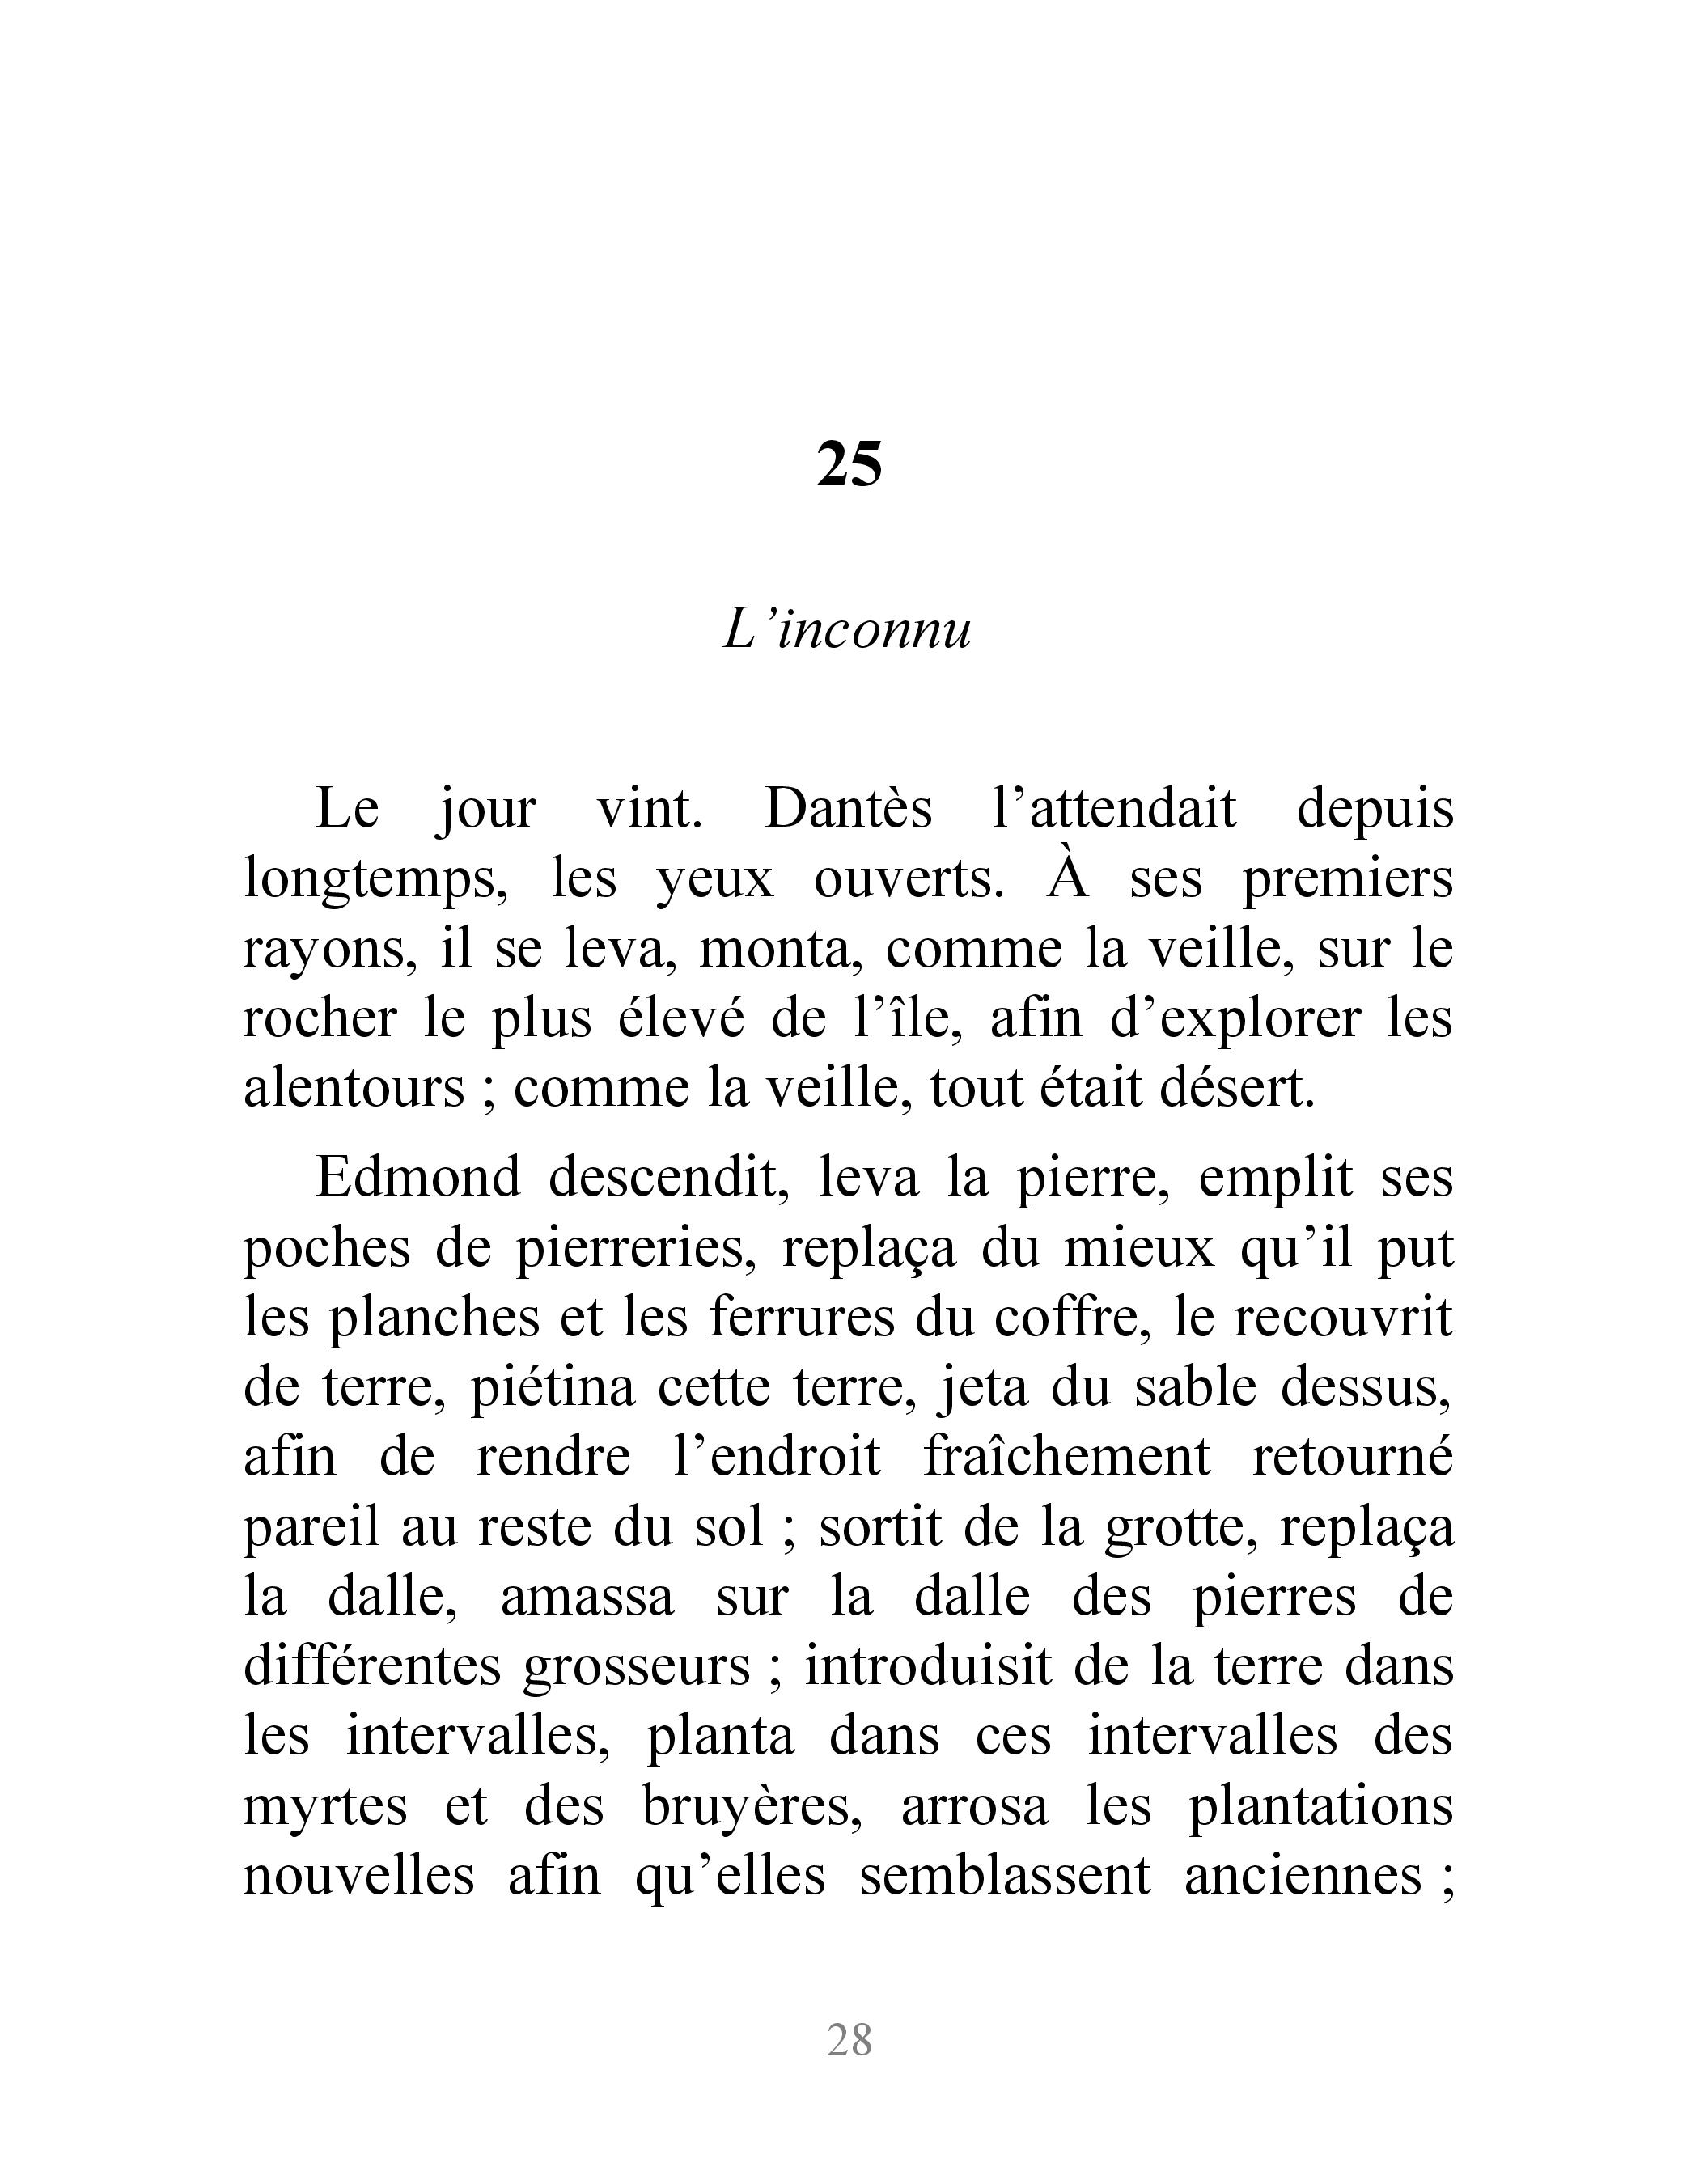 25
L’inconnu
Le jour vint. Dantès l’attendait depuis
longtemps, les yeux ouverts. À ses premiers
rayons, il se leva, monta, comme la veille, sur le
rocher le plus élevé de l’île, afin d’explorer les
alentours ; comme la veille, tout était désert.
Edmond descendit, leva la pierre, emplit ses
poches de pierreries, replaça du mieux qu’il put
les planches et les ferrures du coffre, le recouvrit
de terre, piétina cette terre, jeta du sable dessus,
afin de rendre l’endroit fraîchement retourné
pareil au reste du sol ; sortit de la grotte, replaça
la dalle, amassa sur la dalle des pierres de
différentes grosseurs ; introduisit de la terre dans
les intervalles, planta dans ces intervalles des
myrtes et des bruyères, arrosa les plantations
nouvelles afin qu’elles semblassent anciennes ;
28